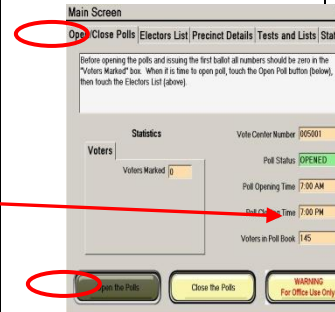 Main Screen
Open/Close Polls Electors List Precinct Details Tests and Lists Stat
Before opening the polls and issuing the first ballot all numbers should be zero in the
"Voters Marked" box. When it is time to open poll, touch the Open Poll button (below),
then touch the Electors List (above).
Statistics
Voters
Voters Marked 0
Vote Center Number 005001
Poll Status OPENED
Poll Opening Time 7:00 AM
Poll Closing Time 7:00 PM
Voters in Poll Book 145
Open the Polls
Close the Polls
WARNING
For Office Use Only